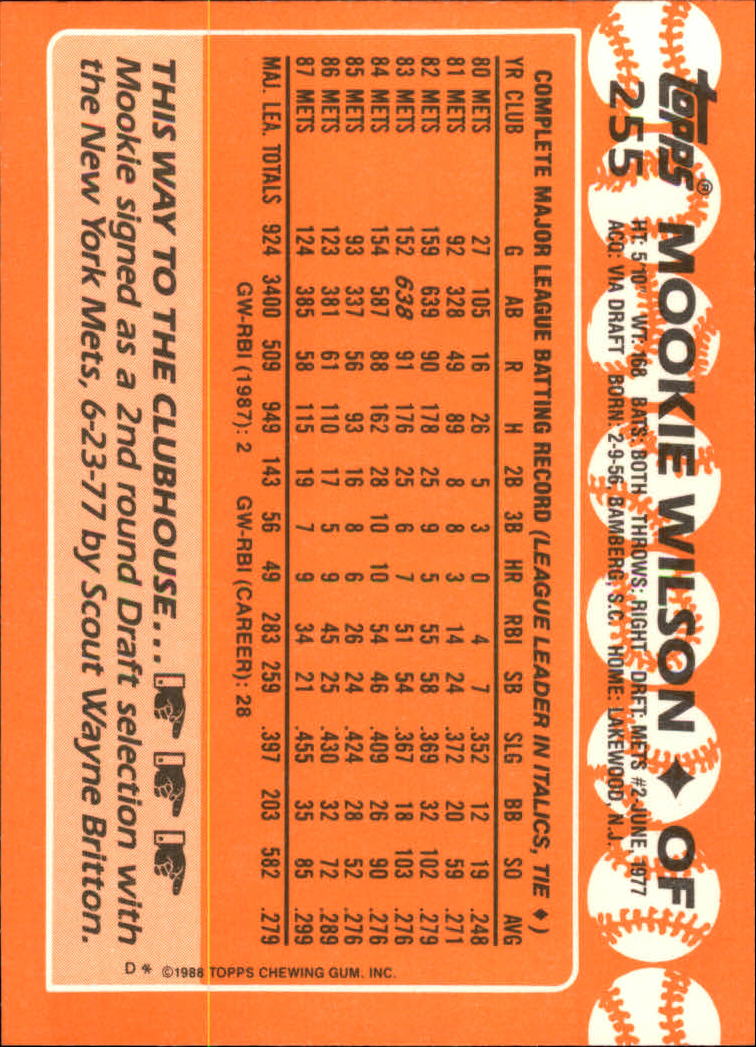 topps® MOOKIE WILSON ♦ OF
255 HT: 5'10" WT: 168 BATS: BOTH THROWS: RIGHT DRFT: METS #2-JUNE, 1977
ACQ: VIA DRAFT BORN: 2-9-56, BAMBERG, S.C. HOME: LAKEWOOD, N.J.
COMPLETE MAJOR LEAGUE BATTING RECORD (LEAGUE LEADER IN ITALICS, TIE ♦)
YR CLUB G AB R H 2B 3B HR RBI SB SLG BB SO AVG
80 METS 27 105 16 26 5 3 0 4 7 .352 12 19 .248
81 METS 92 328 49 89 8 8 3 14 24 .372 20 59 .271
82 METS 159 639 90 178 25 9 5 55 58 .369 32 102 .279
83 METS 152 638 91 176 25 6 7 51 54 .367 18 103 .276
84 METS 154 587 88 162 28 10 10 54 46 .409 26 90 .276
85 METS 93 337 56 93 16 8 6 26 24 .424 28 52 .276
86 METS 123 381 61 110 17 5 9 45 25 .430 32 72 .289
87 METS 124 385 58 115 19 7 9 34 21 .455 35 85 .299
MAJ. LEA. TOTALS 924 3400 509 949 143 56 49 283 259 .397 203 582 .279
GW-RBI (1987): 2 GW-RBI (CAREER): 28
THIS WAY TO THE CLUBHOUSE...
Mookie signed as a 2nd round Draft selection with
the New York Mets, 6-23-77 by Scout Wayne Britton.
D * ©1988 TOPPS CHEWING GUM. INC.